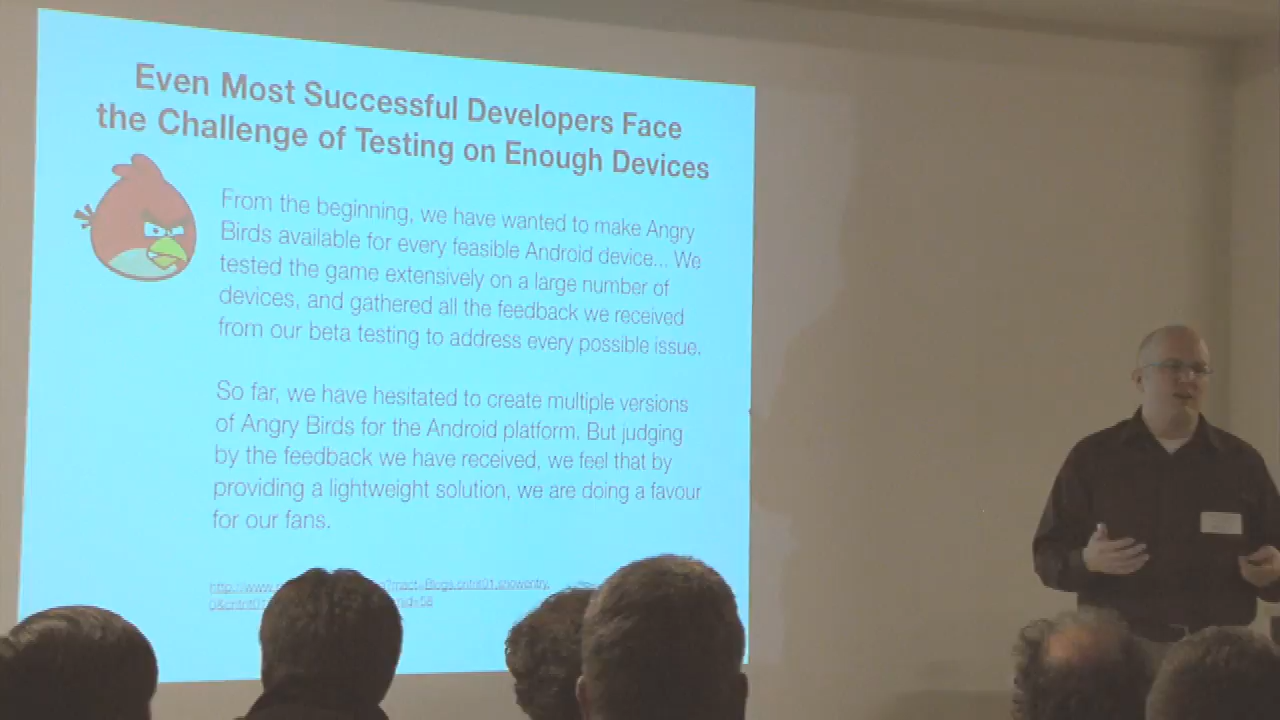 Even Most Successful Developers Face
the Challenge of Testing on Enough Devices
From the beginning, we have wanted to make Angry
Birds available for every feasible Android device... We
tested the game extensively on a large number of
devices, and gathered all the feedback we received
from our beta testing to address every possible issue.
So far, we have hesitated to create multiple versions
of Angry Birds for the Android platform. But judging
by the feedback we have received, we feel that by
providing a lightweight solution, we are doing a favour
for our fans.
http://www.